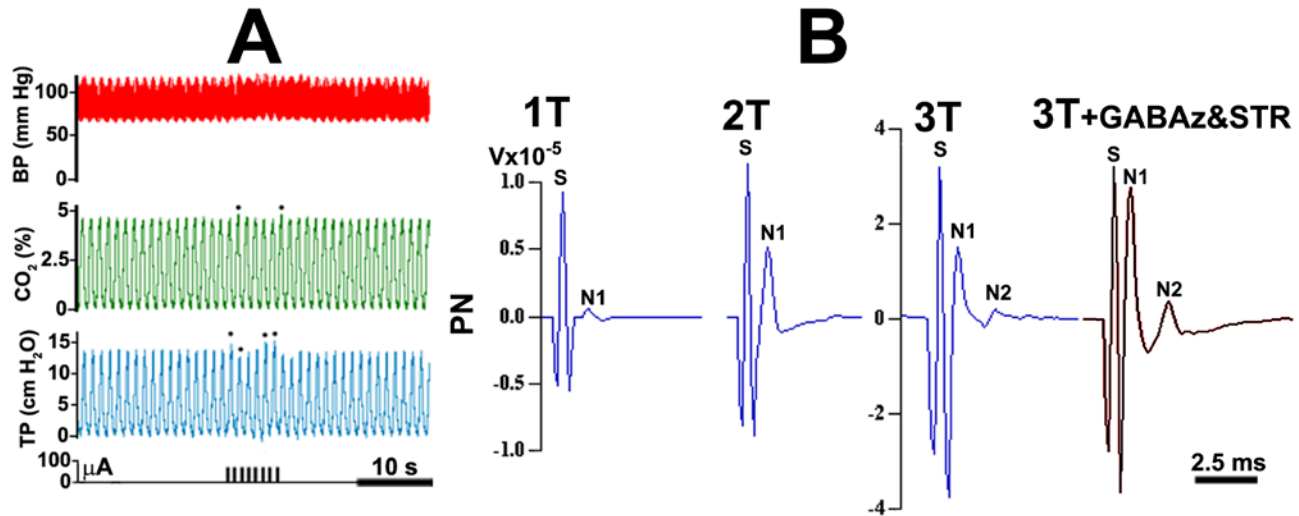 A
BP (mm Hg)
100
50
0
CO2 (%)
5
2.5
0
TP (cm H2O)
15
10
5
0
100
0
µA
10 s
B
PN
1T
Vx10-5
1.0
0.5
0.0
-0.5
-1.0
S
N1
2T
S
N1
3T
4
2
0
-2
-4
S
N1
N2
3T+GABAz&STR
S
N1
N2
2.5 ms